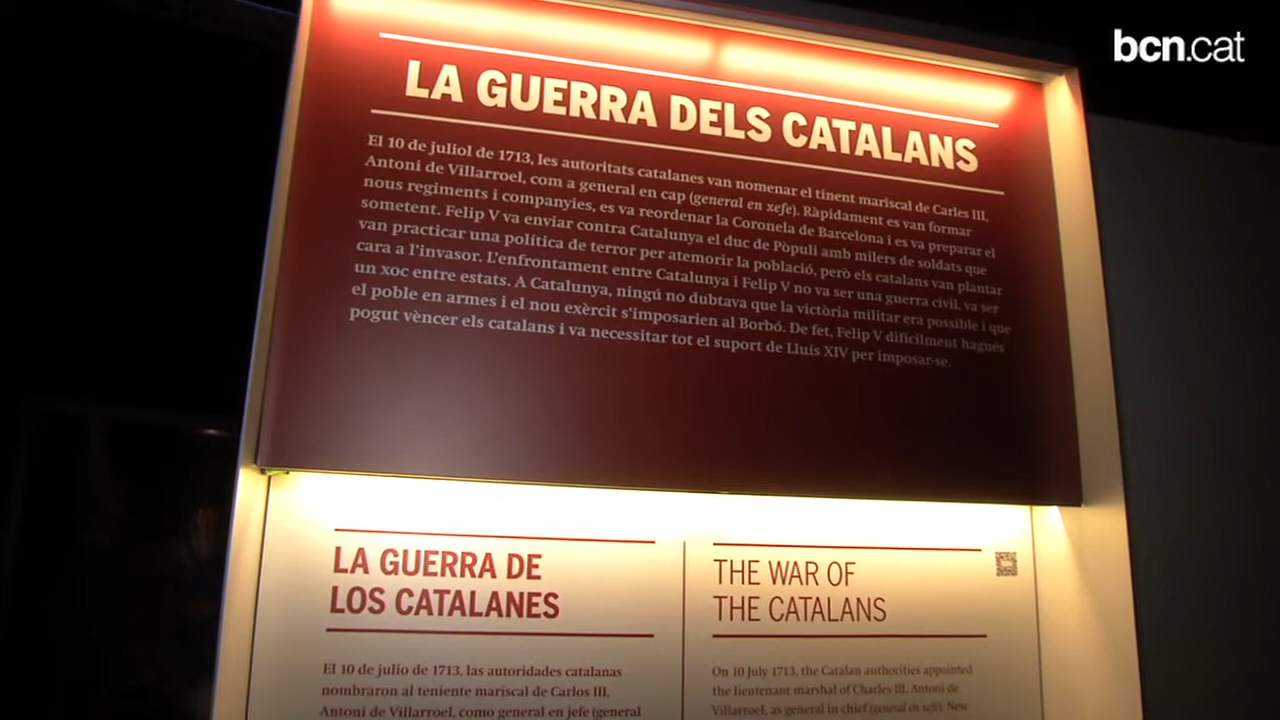 bcn.cat
LA GUERRA DELS CATALANS
El 10 de juliol de 1713, les autoritats catalanes van nomenar el tinent mariscal de Carles III,
Antoni de Villarroel, com a general en cap (general en xefe). Ràpidament es van formar
nous regiments i companyies, es va reordenar la Coronela de Barcelona i es va preparar el
sometent. Felip V va enviar contra Catalunya el duc de Pòpuli amb milers de soldats que
van practicar una política de terror per atemorir la població, però els catalans van plantar
cara a l'invasor. L'enfrontament entre Catalunya i Felip V no va ser una guerra civil, va ser
un xoc entre estats. A Catalunya, ningú no dubtava que la victòria militar era possible i que
el poble en armes i el nou exèrcit s'imposarien al Borbó. De fet, Felip V difícilment hagués
pogut vèncer els catalans i va necessitar tot el suport de Lluís XIV per imposar-se.
LA GUERRA DE
LOS CATALANES
El 10 de julio de 1713, las autoridades catalanas
nombraron al teniente mariscal de Carlos III,
Antoni de Villarroel, como general en jefe (general
THE WAR OF
THE CATALANS
On 10 July 1713, the Catalan authorities appointed
the lieutenant marshal of Charles III, Antoni de
Villarroel, as general in chief (general en xefe). New